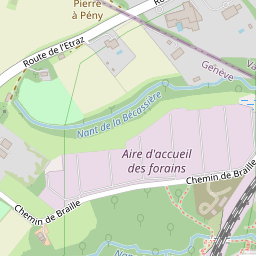 Pierre
à Pény
Route de l'Etraz
Genève
Nant de la Bécassière
Aire d'accueil
des forains
Chemin de Braille
Chemin de Braille